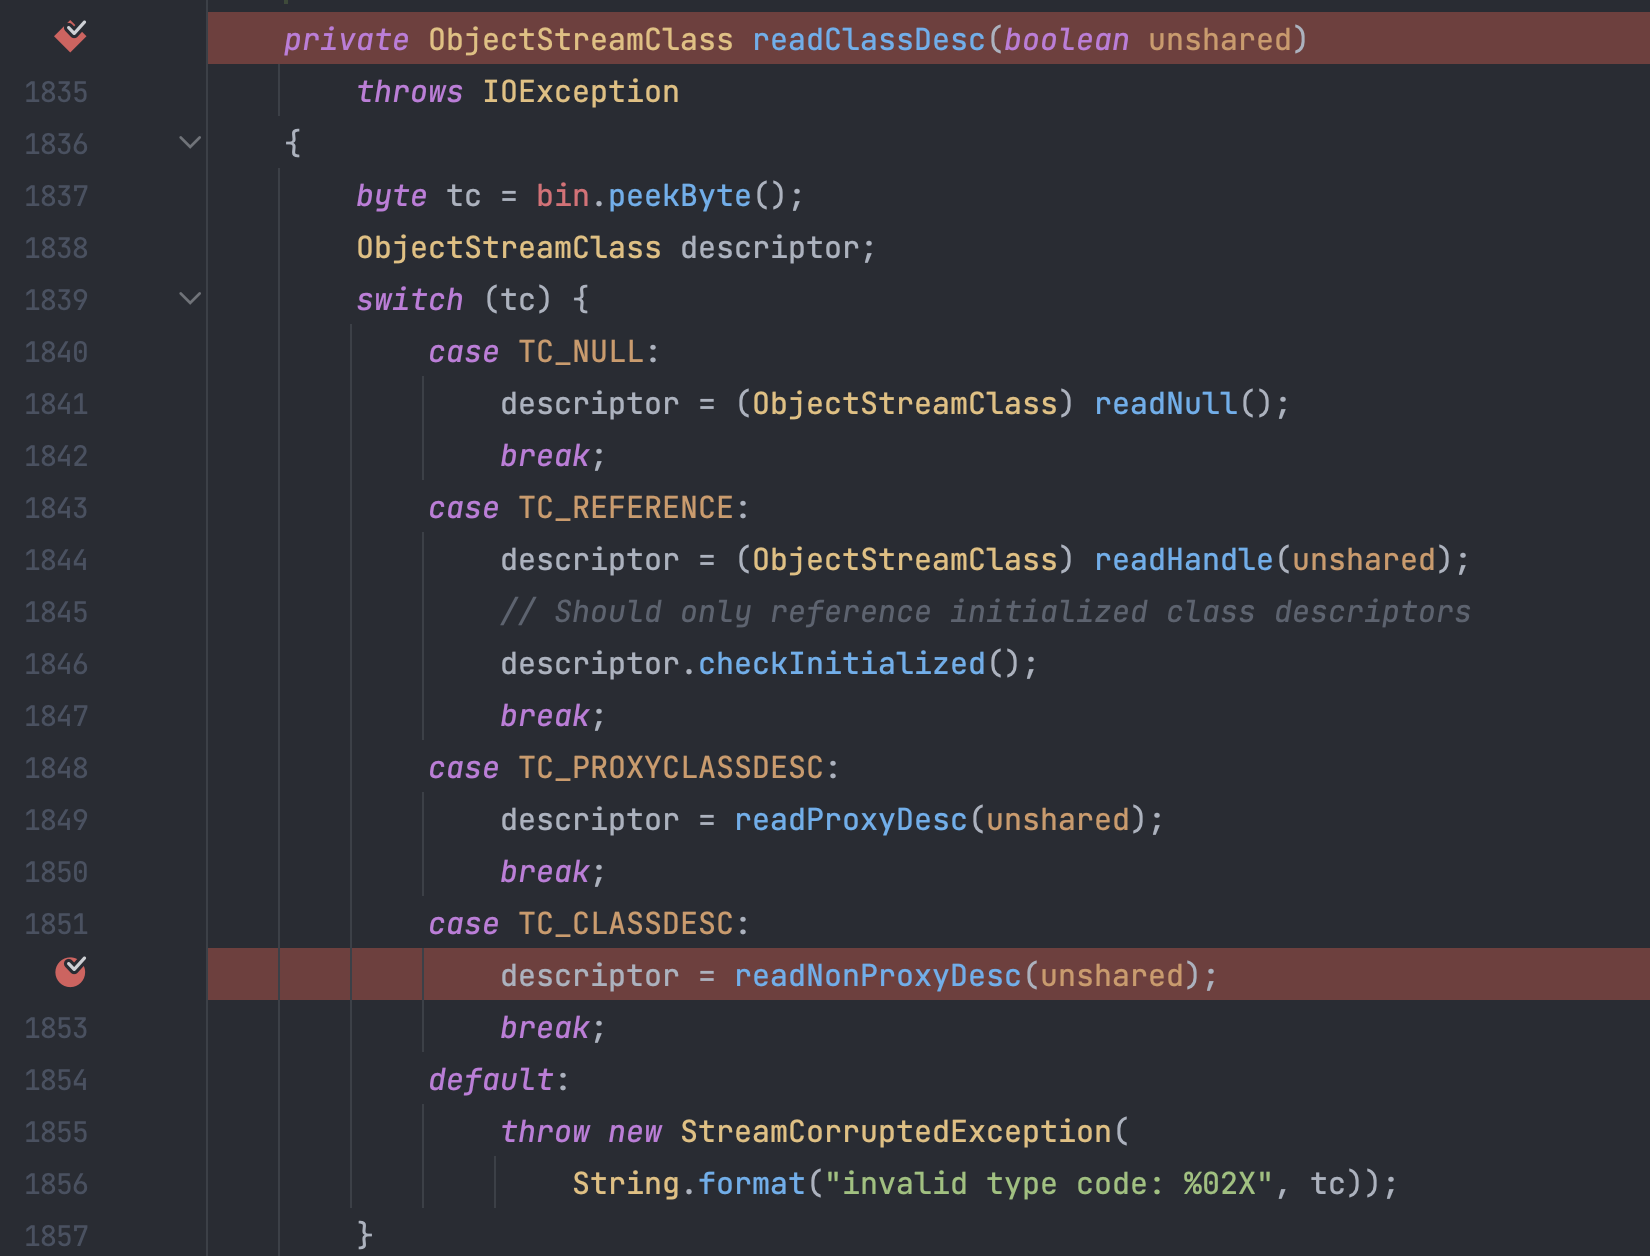 private ObjectStreamClass readClassDesc(boolean unshared)
1835 throws IOException
1836 {
1837 byte tc = bin.peekByte();
1838 ObjectStreamClass descriptor;
1839 switch (tc) {
1840 case TC_NULL:
1841 descriptor = (ObjectStreamClass) readNull();
1842 break;
1843 case TC_REFERENCE:
1844 descriptor = (ObjectStreamClass) readHandle(unshared);
1845 // Should only reference initialized class descriptors
1846 descriptor.checkInitialized();
1847 break;
1848 case TC_PROXYCLASSDESC:
1849 descriptor = readProxyDesc(unshared);
1850 break;
1851 case TC_CLASSDESC:
descriptor = readNonProxyDesc(unshared);
1853 break;
1854 default:
1855 throw new StreamCorruptedException(
1856 String.format("invalid type code: %02X", tc));
1857 }